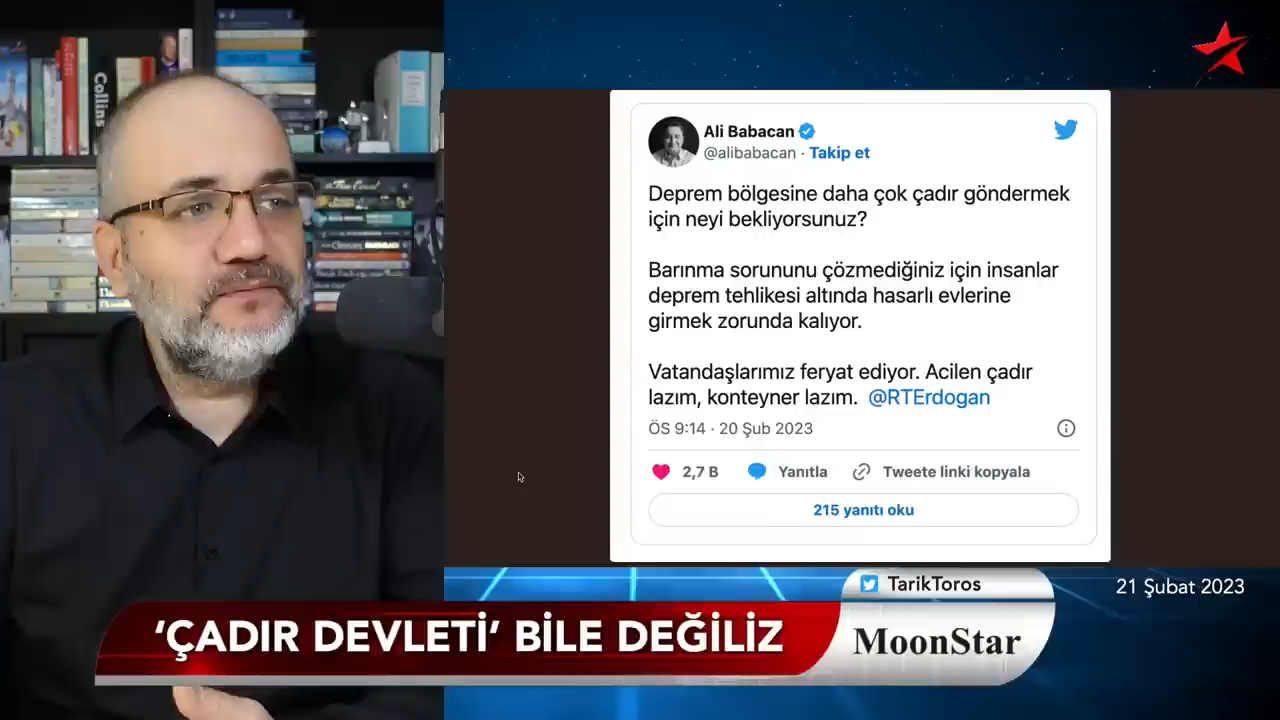 Collins
Ali Babacan
@alibabacan · Takip et
Deprem bölgesine daha çok çadır göndermek
için neyi bekliyorsunuz?
Barınma sorununu çözmediğiniz için insanlar
deprem tehlikesi altında hasarlı evlerine
girmek zorunda kalıyor.
Vatandaşlarımız feryat ediyor. Acilen çadır
lazım, konteyner lazım. @RTErdogan
ÖS 9:14 · 20 Şub 2023
2,7 B Yanıtla Tweete linki kopyala
215 yanıtı oku
TarikToros
21 Şubat 2023
'ÇADIR DEVLETİ' BİLE DEĞİLİZ
MoonStar